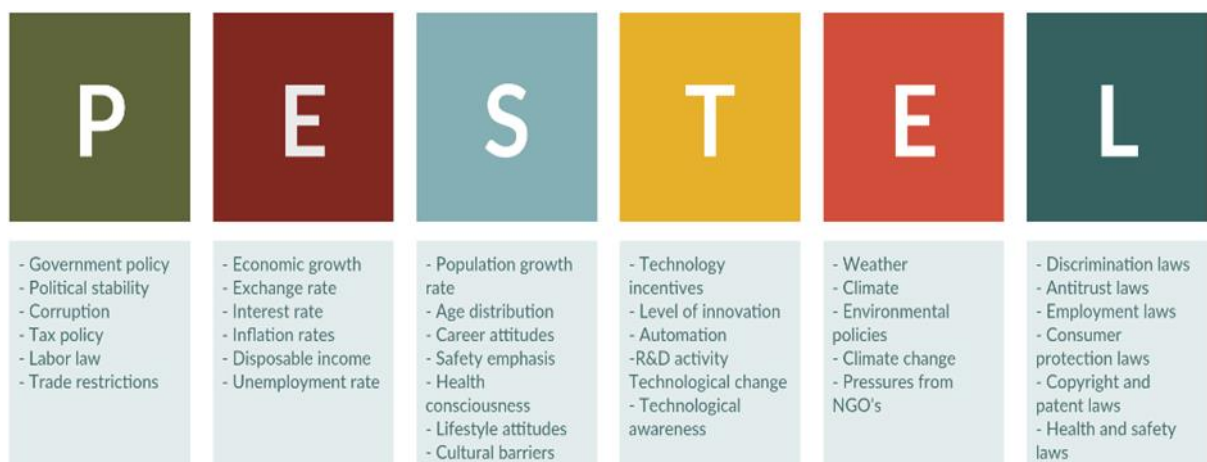 P
E
S
T
E
L
- Government policy
- Political stability
- Corruption
- Tax policy
- Labor law
- Trade restrictions
- Economic growth
- Exchange rate
- Interest rate
- Inflation rates
- Disposable income
- Unemployment rate
- Population growth
rate
- Age distribution
- Career attitudes
- Safety emphasis
- Health
consciousness
- Lifestyle attitudes
- Cultural barriers
- Technology
incentives
- Level of innovation
- Automation
-R&D activity
Technological change
- Technological
awareness
- Weather
- Climate
- Environmental
policies
- Climate change
- Pressures from
NGO's
- Discrimination laws
- Antitrust laws
- Employment laws
- Consumer
protection laws
- Copyright and
patent laws
- Health and safety
laws